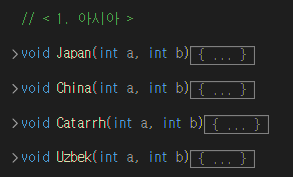 // < 1. 아시아 >
void Japan(int a, int b){ ... }
void China(int a, int b){ ... }
void Catarrh(int a, int b){ ... }
void Uzbek(int a, int b){ ... }